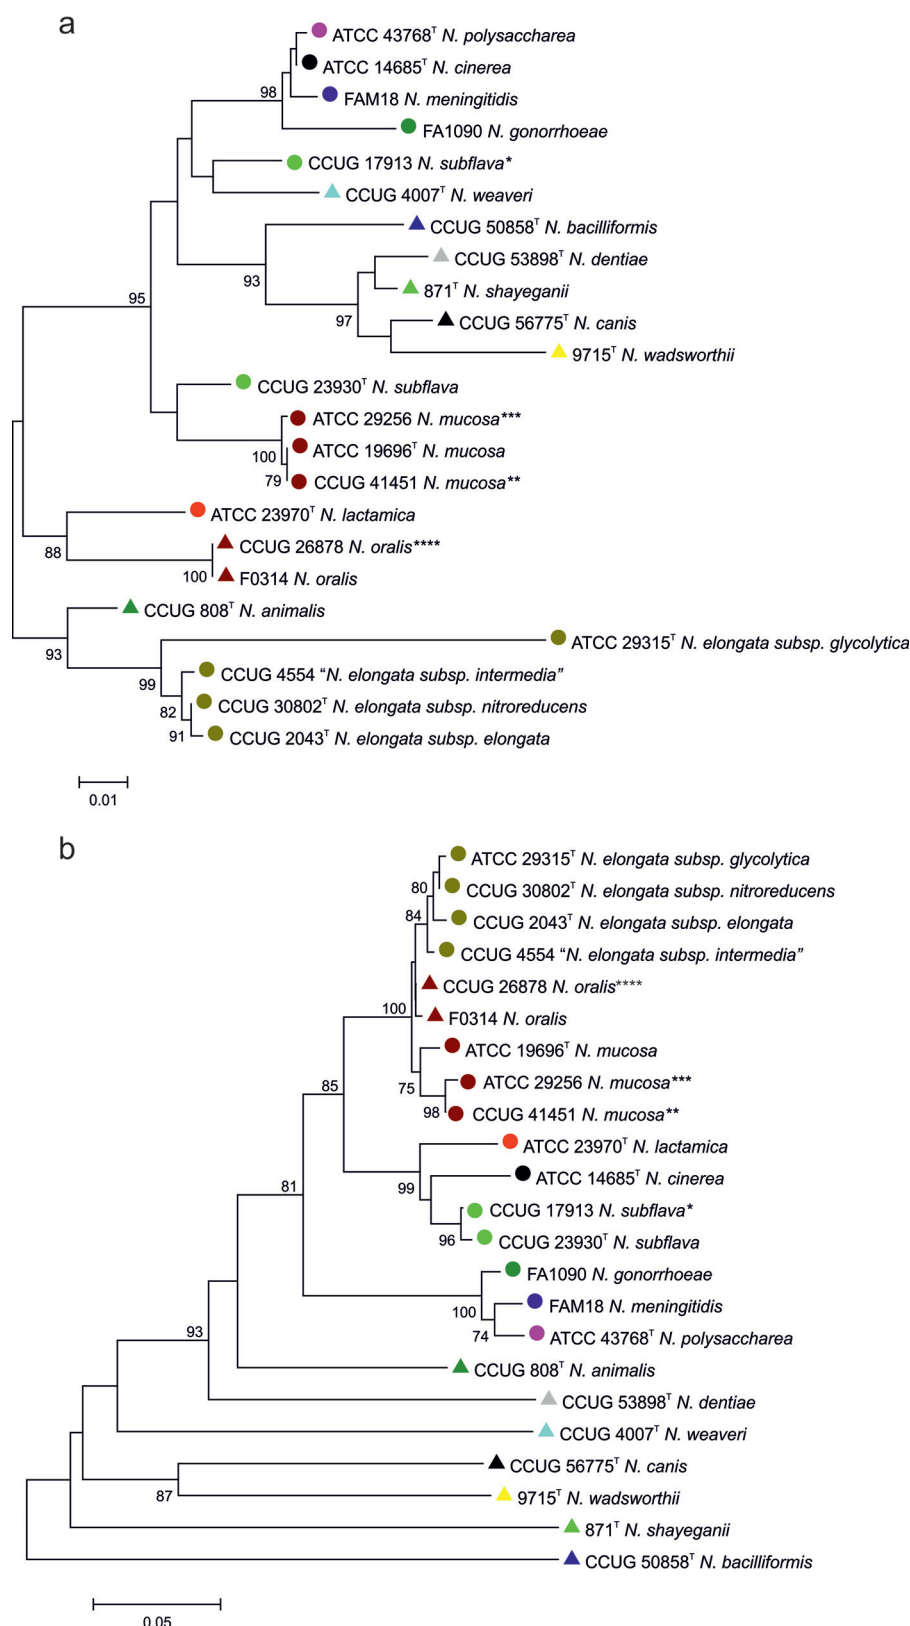 a
ATCC 43768ᵀ N. polysaccharea
ATCC 14685ᵀ N. cinerea
98
FAM18 N. meningitidis
FA1090 N. gonorrhoeae
CCUG 17913 N. subflava*
CCUG 4007ᵀ N. weaveri
CCUG 50858ᵀ N. bacilliformis
CCUG 53898ᵀ N. dentiae
93
871ᵀ N. shayeganii
95
97
CCUG 56775ᵀ N. canis
9715ᵀ N. wadsworthii
CCUG 23930ᵀ N. subflava
ATCC 29256 N. mucosa***
ATCC 19696ᵀ N. mucosa
100
79
CCUG 41451 N. mucosa**
ATCC 23970ᵀ N. lactamica
CCUG 26878 N. oralis****
88
100
F0314 N. oralis
CCUG 808ᵀ N. animalis
ATCC 29315ᵀ N. elongata subsp. glycolytica
93
CCUG 4554 “N. elongata subsp. intermedia”
99
CCUG 30802ᵀ N. elongata subsp. nitroreducens
82
91
CCUG 2043ᵀ N. elongata subsp. elongata
0.01
b
ATCC 29315ᵀ N. elongata subsp. glycolytica
80
CCUG 30802ᵀ N. elongata subsp. nitroreducens
84
CCUG 2043ᵀ N. elongata subsp. elongata
CCUG 4554 “N. elongata subsp. intermedia”
CCUG 26878 N. oralis****
100
F0314 N. oralis
ATCC 19696ᵀ N. mucosa
85
75
ATCC 29256 N. mucosa***
98
CCUG 41451 N. mucosa**
ATCC 23970ᵀ N. lactamica
ATCC 14685ᵀ N. cinerea
81
99
CCUG 17913 N. subflava*
96
CCUG 23930ᵀ N. subflava
FA1090 N. gonorrhoeae
100
FAM18 N. meningitidis
93
74
ATCC 43768ᵀ N. polysaccharea
CCUG 808ᵀ N. animalis
CCUG 53898ᵀ N. dentiae
CCUG 4007ᵀ N. weaveri
CCUG 56775ᵀ N. canis
87
9715ᵀ N. wadsworthii
871ᵀ N. shayeganii
CCUG 50858ᵀ N. bacilliformis
0.05